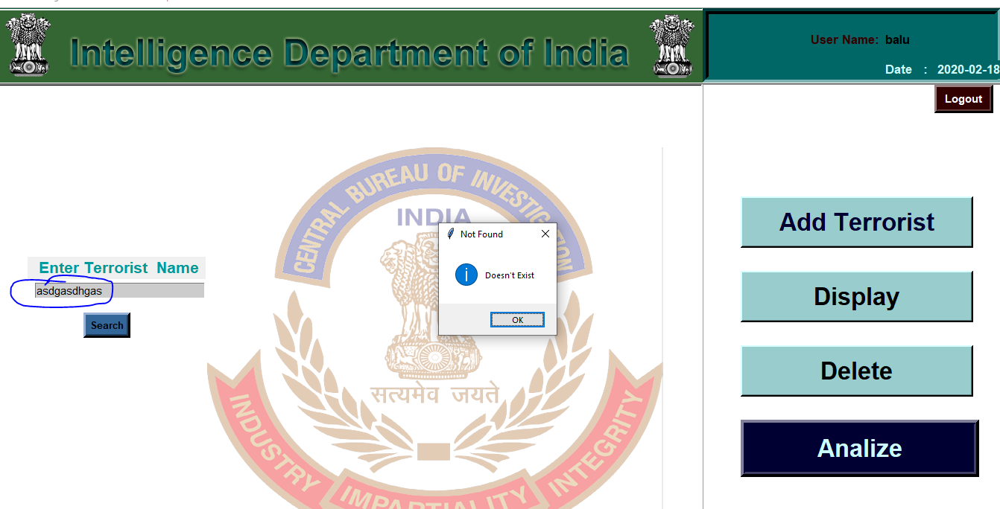 Intelligence Department of India
User Name: balu
Date : 2020-02-18
Logout
CENTRAL BUREAU OF INVESTIGATION
INDIA
Not Found
Doesn't Exist
OK
Enter Terrorist Name
asdgasdhgas
Search
Add Terrorist
Display
Delete
Analize
सत्यमेव जयते
INDUSTRY
IMPARTIALITY
INTEGRITY